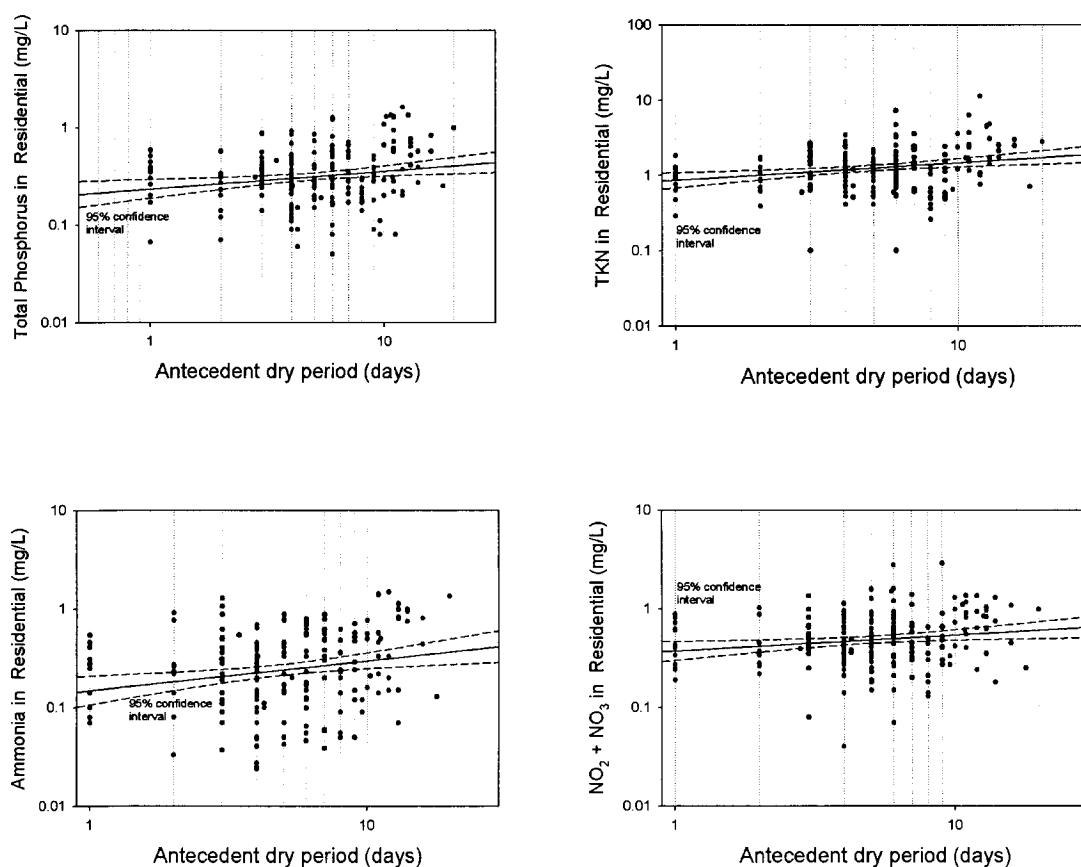 Total Phosphorus in Residential (mg/L)
10
1
0.1
0.01
95% confidence
interval
1
10
Antecedent dry period (days)
TKN in Residential (mg/L)
100
10
1
0.1
0.01
95% confidence
interval
1
10
Antecedent dry period (days)
Ammonia in Residential (mg/L)
10
1
0.1
0.01
95% confidence
interval
1
10
Antecedent dry period (days)
NO2 + NO3 in Residential (mg/L)
10
1
0.1
0.01
95% confidence
interval
1
10
Antecedent dry period (days)